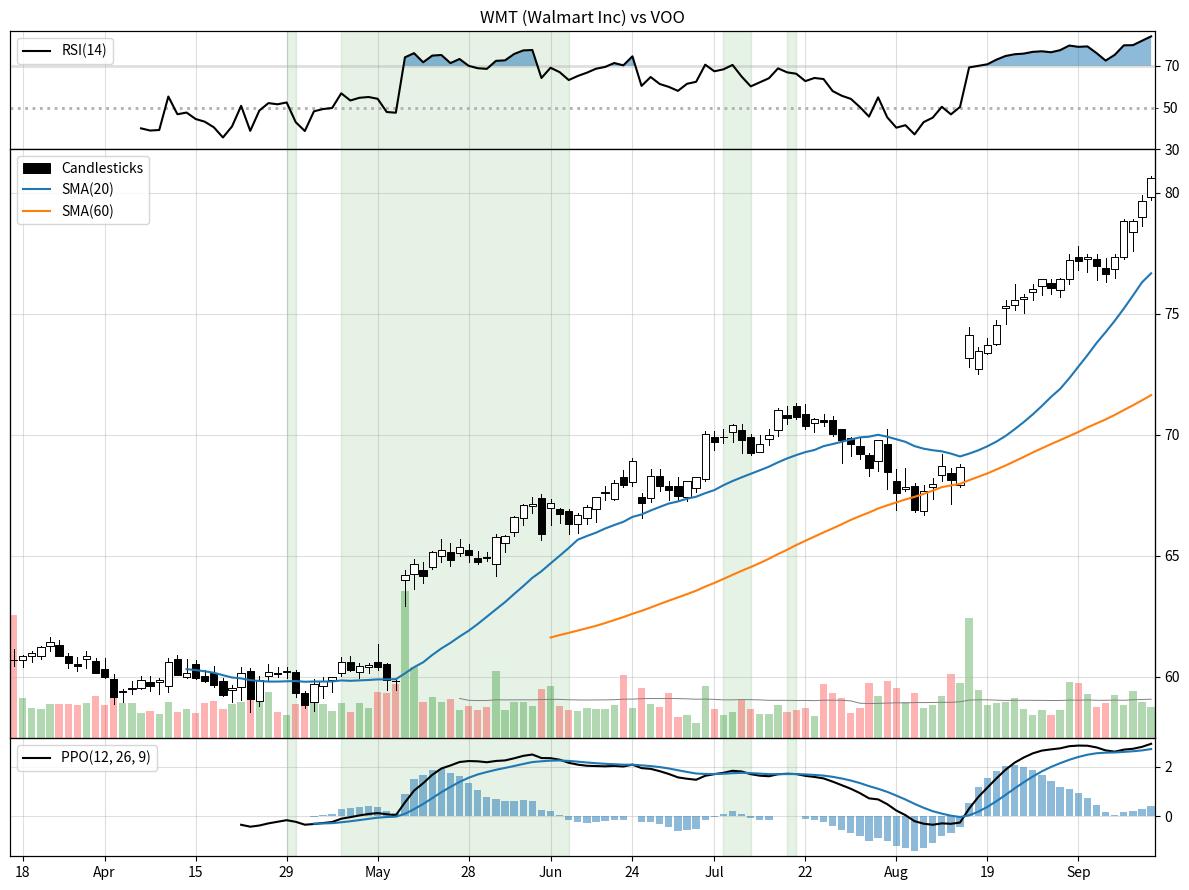 WMT (Walmart Inc) vs VOO
RSI(14)
70
50
30
Candlesticks
SMA(20)
SMA(60)
80
75
70
65
60
PPO(12, 26, 9)
2
0
18 Apr 15 29 May 28 Jun 24 Jul 22 Aug 19 Sep